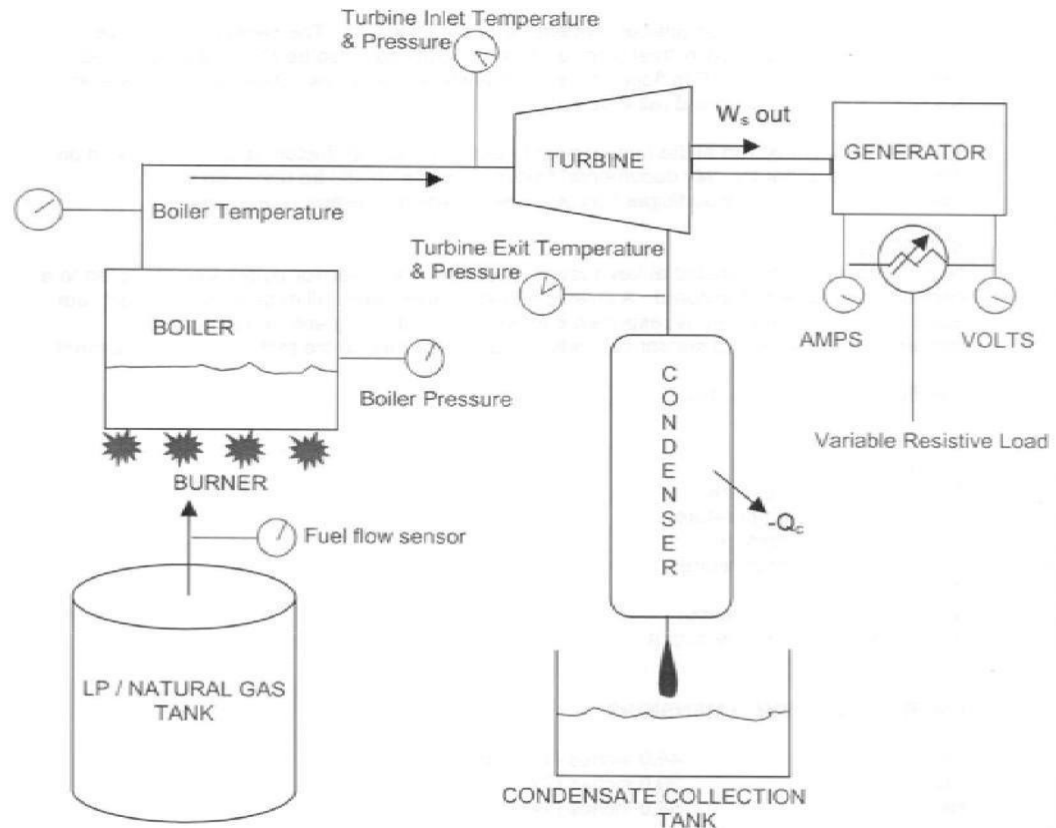 Turbine Inlet Temperature
& Pressure
TURBINE
Wₛ out
GENERATOR
Boiler Temperature
Turbine Exit Temperature
& Pressure
BOILER
AMPS
VOLTS
Boiler Pressure
CONDENSER
Variable Resistive Load
BURNER
-Q꜀
Fuel flow sensor
LP / NATURAL GAS
TANK
CONDENSATE COLLECTION
TANK